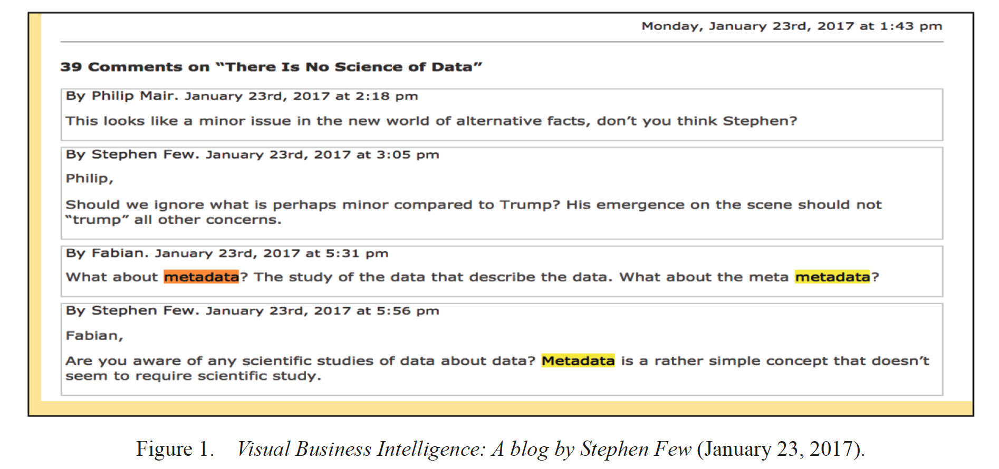 Monday, January 23rd, 2017 at 1:43 pm
39 Comments on “There Is No Science of Data”
By Philip Mair. January 23rd, 2017 at 2:18 pm
This looks like a minor issue in the new world of alternative facts, don’t you think Stephen?
By Stephen Few. January 23rd, 2017 at 3:05 pm
Philip,
Should we ignore what is perhaps minor compared to Trump? His emergence on the scene should not
“trump” all other concerns.
By Fabian. January 23rd, 2017 at 5:31 pm
What about metadata? The study of the data that describe the data. What about the meta metadata?
By Stephen Few. January 23rd, 2017 at 5:56 pm
Fabian,
Are you aware of any scientific studies of data about data? Metadata is a rather simple concept that doesn’t
seem to require scientific study.
Figure 1. Visual Business Intelligence: A blog by Stephen Few (January 23, 2017).